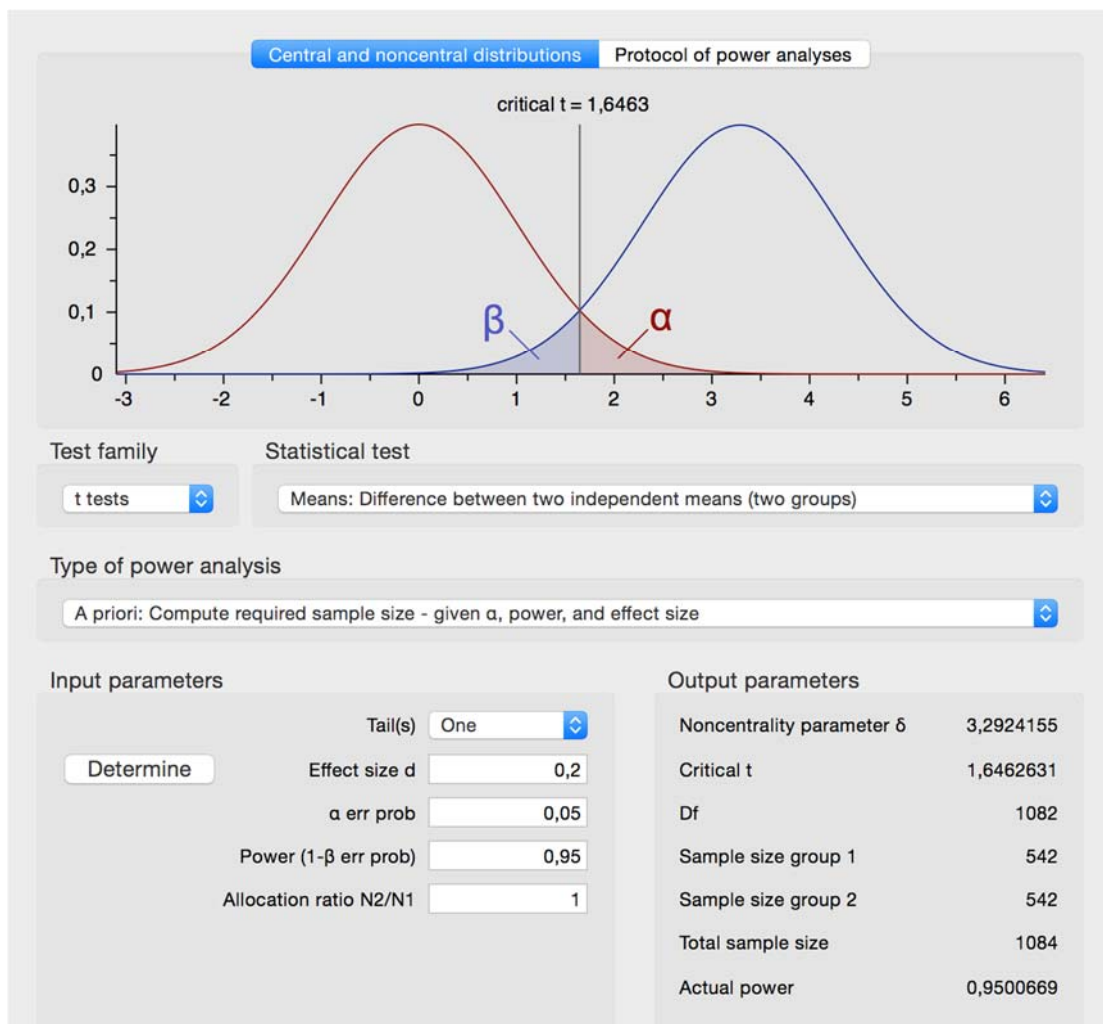 Central and noncentral distributions Protocol of power analyses
critical t = 1,6463
0,3
0,2
0,1
0
β
α
-3 -2 -1 0 1 2 3 4 5 6
Test family Statistical test
t tests Means: Difference between two independent means (two groups)
Type of power analysis
A priori: Compute required sample size - given α, power, and effect size
Input parameters
Tail(s) One
Determine Effect size d 0,2
α err prob 0,05
Power (1-β err prob) 0,95
Allocation ratio N2/N1 1
Output parameters
Noncentrality parameter δ 3,2924155
Critical t 1,6462631
Df 1082
Sample size group 1 542
Sample size group 2 542
Total sample size 1084
Actual power 0,9500669